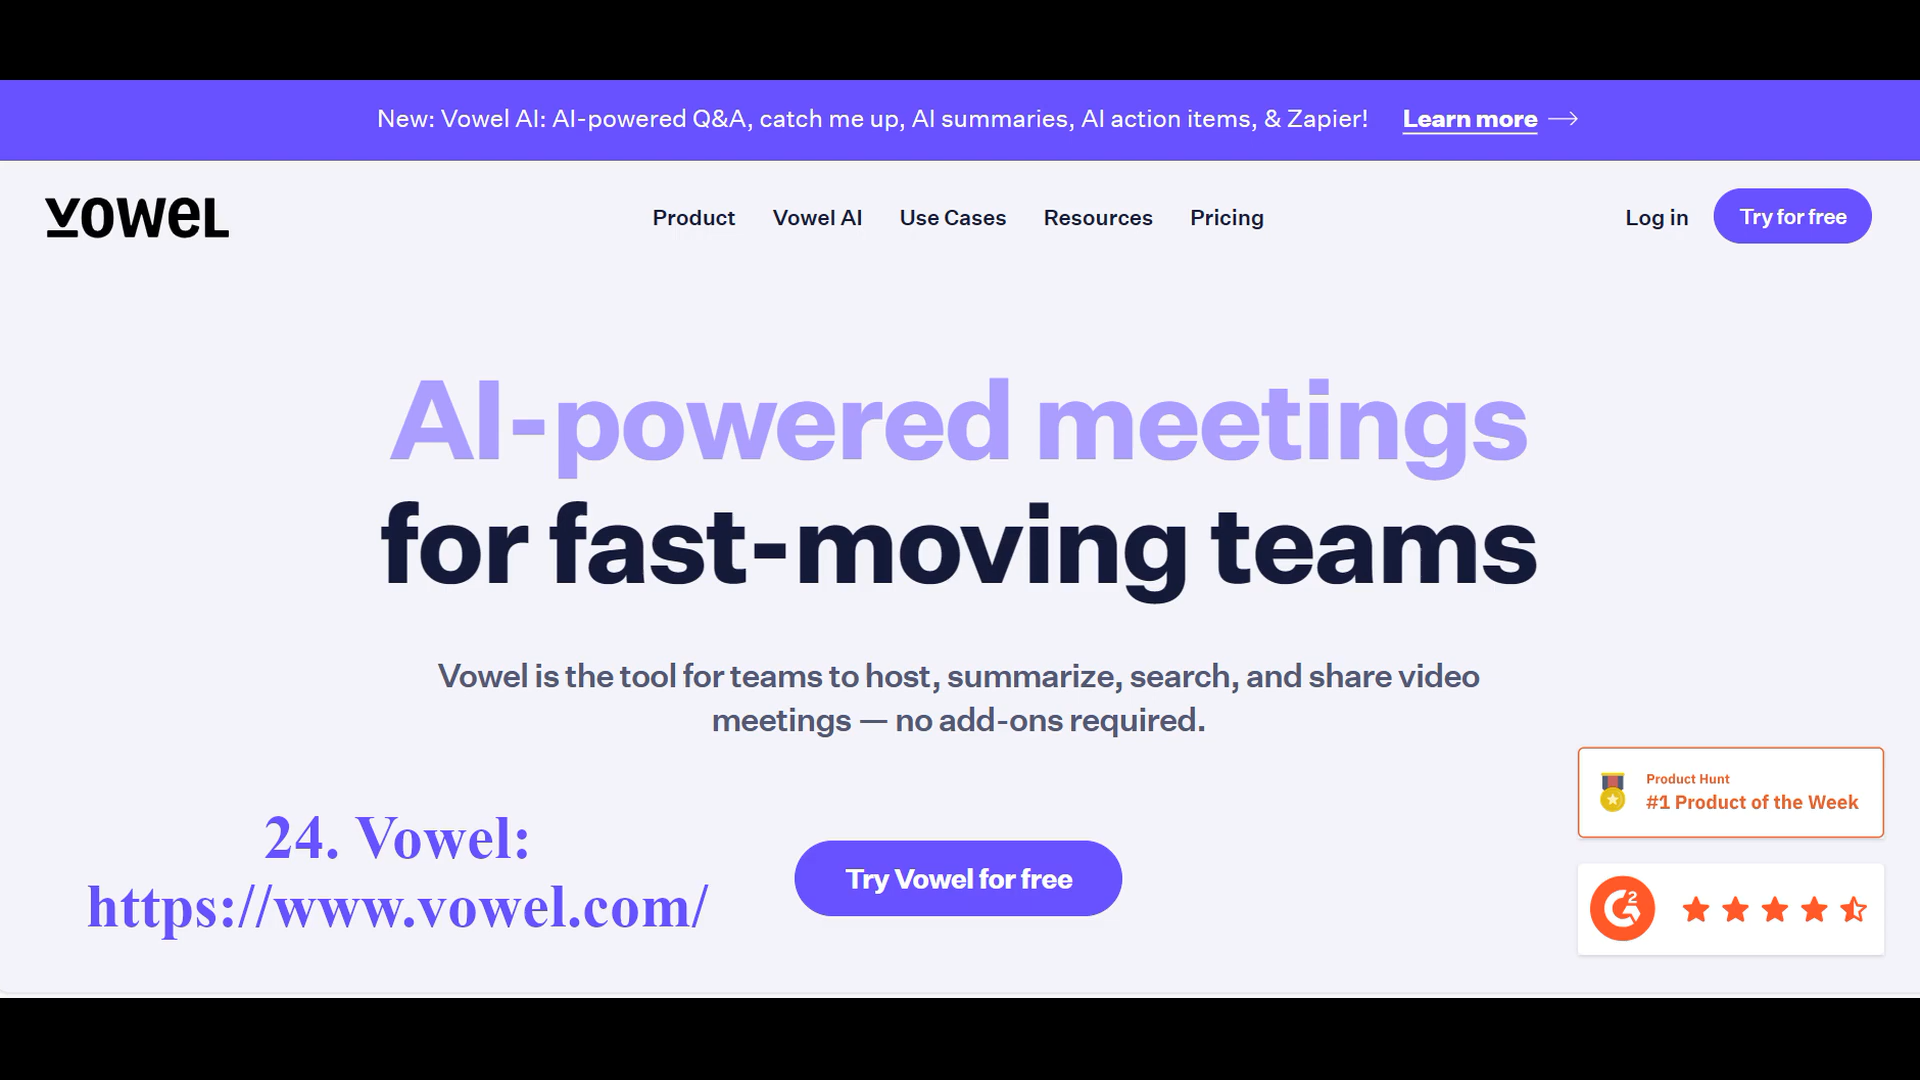 New: Vowel AI: AI-powered Q&A, catch me up, AI summaries, AI action items, & Zapier! Learn more →
VOWEL
Product Vowel AI Use Cases Resources Pricing
Log in Try for free
AI-powered meetings
for fast-moving teams
Vowel is the tool for teams to host, summarize, search, and share video
meetings — no add-ons required.
Product Hunt
#1 Product of the Week
24. Vowel:
https://www.vowel.com/
Try Vowel for free
G2